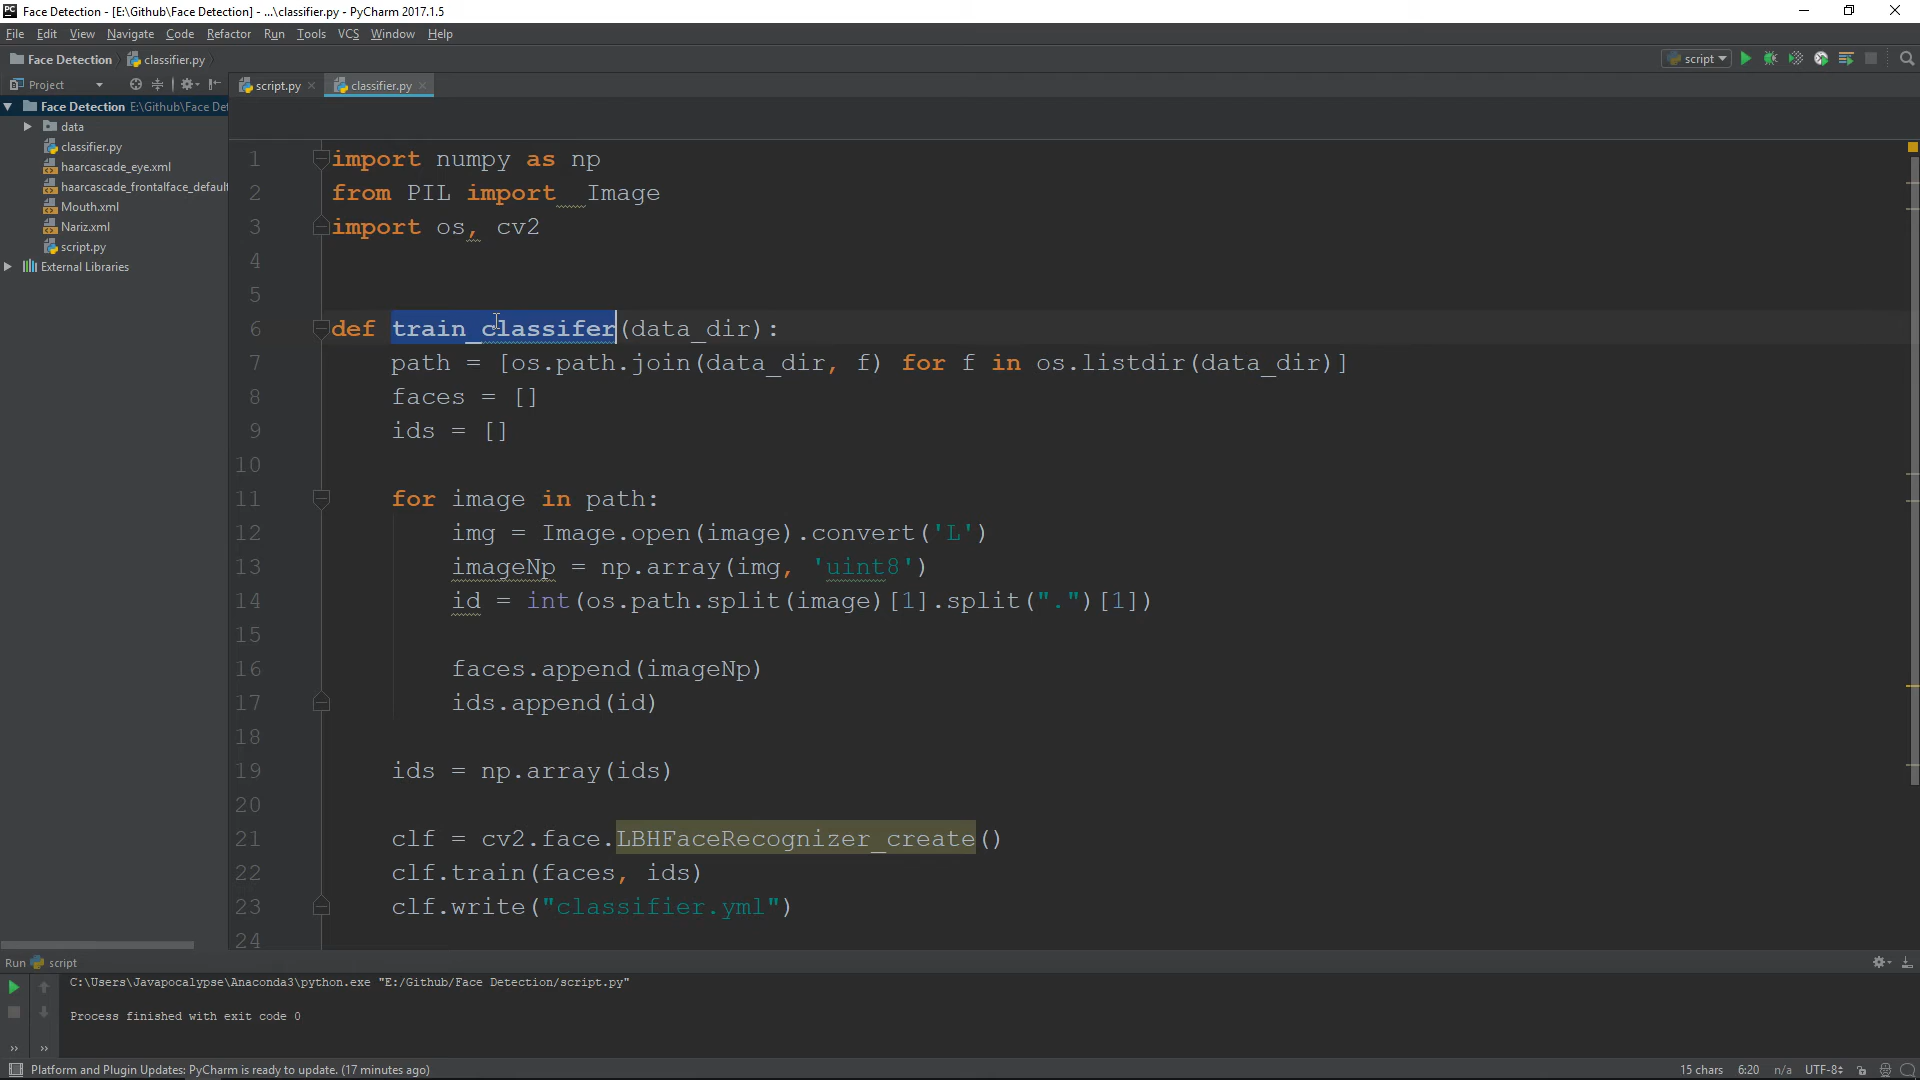 Face Detection - [E:\Github\Face Detection] - ...\classifier.py - PyCharm 2017.1.5
File Edit View Navigate Code Refactor Run Tools VCS Window Help
Face Detection classifier.py script
Project script.py classifier.py
Face Detection E:\Github\Face Det
data
classifier.py
haarcascade_eye.xml
haarcascade_frontalface_default
Mouth.xml
Nariz.xml
script.py
External Libraries
1 import numpy as np
2 from PIL import  Image
3 import os, cv2
4
5
6 def train_classifer(data_dir):
7 path = [os.path.join(data_dir, f) for f in os.listdir(data_dir)]
8 faces = []
9 ids = []
10
11 for image in path:
12 img = Image.open(image).convert('L')
13 imageNp = np.array(img, 'uint8')
14 id = int(os.path.split(image)[1].split(".")[1])
15
16 faces.append(imageNp)
17 ids.append(id)
18
19 ids = np.array(ids)
20
21 clf = cv2.face.LBHFaceRecognizer_create()
22 clf.train(faces, ids)
23 clf.write("classifier.yml")
24
Run script
C:\Users\Javapocalypse\Anaconda3\python.exe "E:/Github/Face Detection/script.py"
Process finished with exit code 0
Platform and Plugin Updates: PyCharm is ready to update. (17 minutes ago) 15 chars 6:20 n/a UTF-8